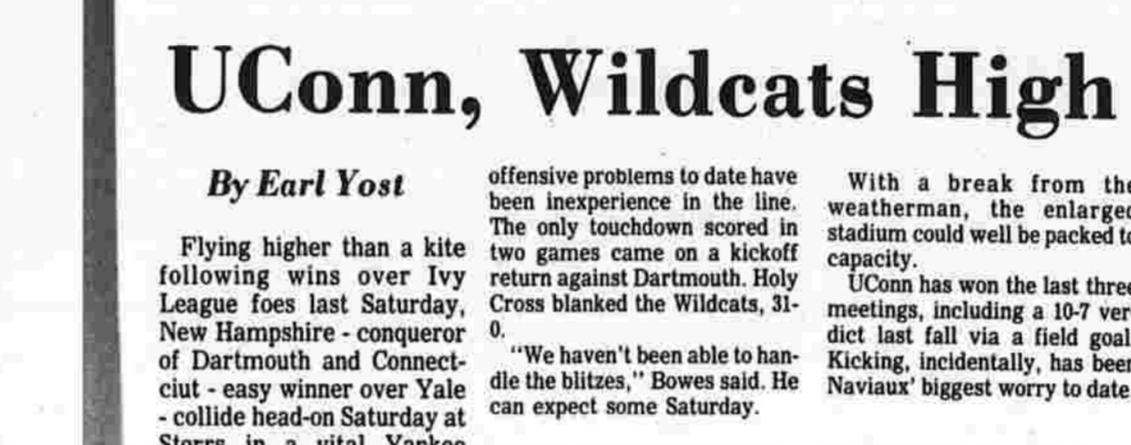 UConn, Wildcats High
By Earl Yost
Flying higher than a kite
following wins over Ivy
League foes last Saturday,
New Hampshire - conqueror
of Dartmouth and Connect-
ciut - easy winner over Yale
- collide head-on Saturday at
Storrs in a vital Yankee
offensive problems to date have
been inexperience in the line.
The only touchdown scored in
two games came on a kickoff
return against Dartmouth. Holy
Cross blanked the Wildcats, 31-
0.
"We haven't been able to han-
dle the blitzes," Bowes said. He
can expect some Saturday.
With a break from the
weatherman, the enlarged
stadium could well be packed to
capacity.
UConn has won the last three
meetings, including a 10-7 ver-
dict last fall via a field goal.
Kicking, incidentally, has been
Naviaux' biggest worry to date.